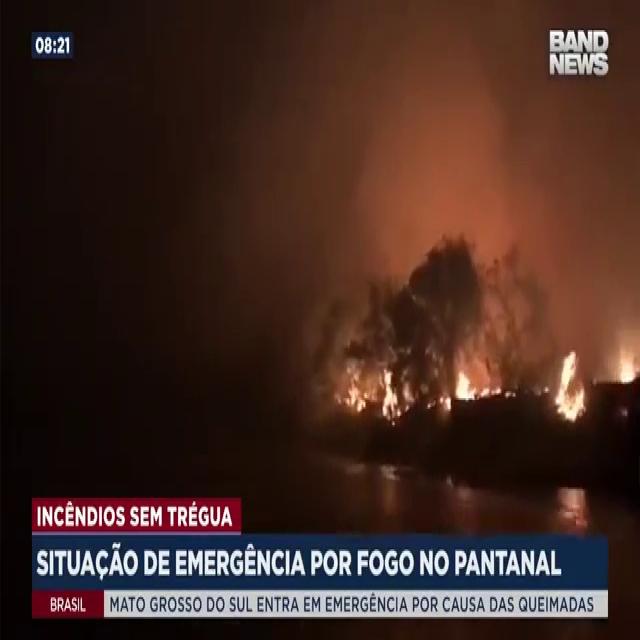 08:21
BAND
NEWS
INCÊNDIOS SEM TRÉGUA
SITUAÇÃO DE EMERGÊNCIA POR FOGO NO PANTANAL
BRASIL MATO GROSSO DO SUL ENTRA EM EMERGÊNCIA POR CAUSA DAS QUEIMADAS